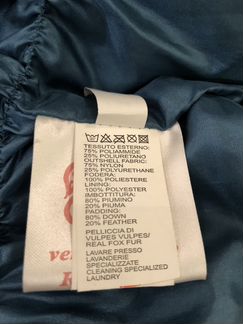 TESSUTO ESTERNO:
75% POLIAMMIDE
25% POLIURETANO
OUTSHELL FABRIC:
75% NYLON
25% POLYURETHANE
FODERA:
100% POLIESTERE
LINING:
100% POLYESTER
IMBOTTITURA:
80% PIUMINO
20% PIUMA
PADDING:
80% DOWN
20% FEATHER
PELLICCIA DI
VULPES VULPES/
REAL FOX FUR
LAVARE PRESSO
LAVANDERIE
SPECIALIZZATE
CLEANING SPECIALIZED
LAUNDRY